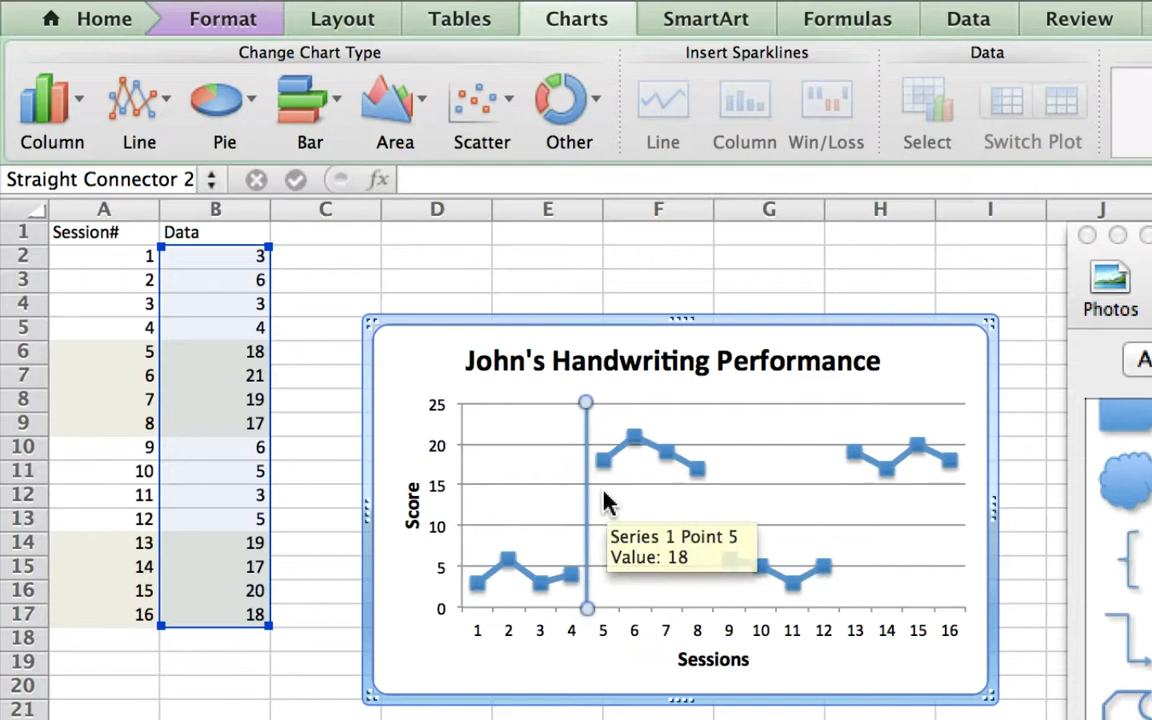 Home Format Layout Tables Charts SmartArt Formulas Data Review
Change Chart Type Insert Sparklines Data
Column Line Pie Bar Area Scatter Other Line Column Win/Loss Select Switch Plot
Straight Connector 2 fx
A B C D E F G H I J
1 Session# Data
2 1 3
3 2 6
4 3 3
5 4 4
6 5 18
7 6 21
8 7 19
9 8 17
10 9 6
11 10 5
12 11 3
13 12 5
14 13 19
15 14 17
16 15 20
17 16 18
18
19
20
21
Photos
A
John's Handwriting Performance
25
20
15
10
5
0
Score
Series 1 Point 5
Value: 18
1 2 3 4 5 6 7 8 9 10 11 12 13 14 15 16
Sessions